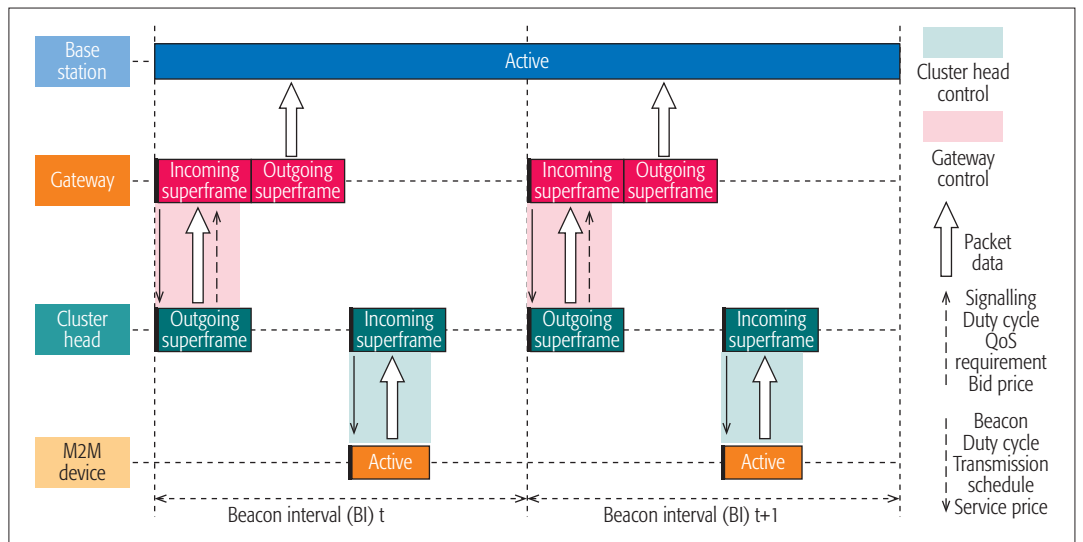 Base
station
Active
Cluster head
control
Gateway
Incoming
superframe
Outgoing
superframe
Incoming
superframe
Outgoing
superframe
Gateway
control
Packet
data
Cluster
head
Outgoing
superframe
Incoming
superframe
Outgoing
superframe
Incoming
superframe
Signalling
Duty cycle
QoS
requirement
Bid price
M2M
device
Active
Active
Beacon
Duty cycle
Transmission
schedule
Service price
Beacon interval (BI) t
Beacon interval (BI) t+1